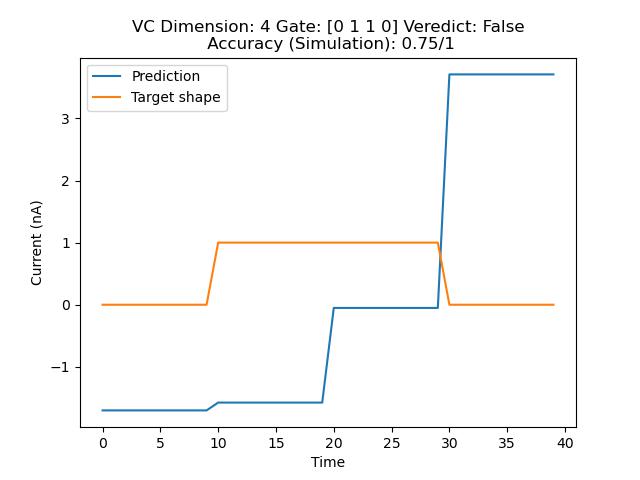 VC Dimension: 4 Gate: [0 1 1 0] Veredict: False
Accuracy (Simulation): 0.75/1
Prediction
Target shape
Current (nA)
3
2
1
0
−1
0 5 10 15 20 25 30 35 40
Time